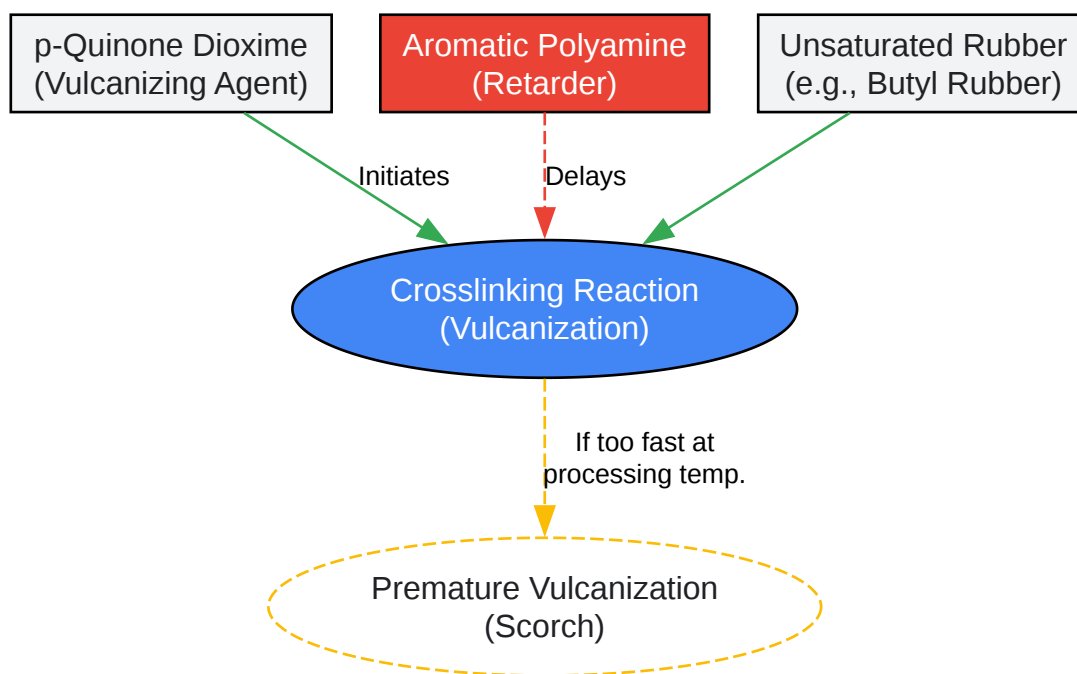 p-Quinone Dioxime
(Vulcanizing Agent)
Aromatic Polyamine
(Retarder)
Unsaturated Rubber
(e.g., Butyl Rubber)
Initiates
Delays
Crosslinking Reaction
(Vulcanization)
If too fast at
processing temp.
Premature Vulcanization
(Scorch)